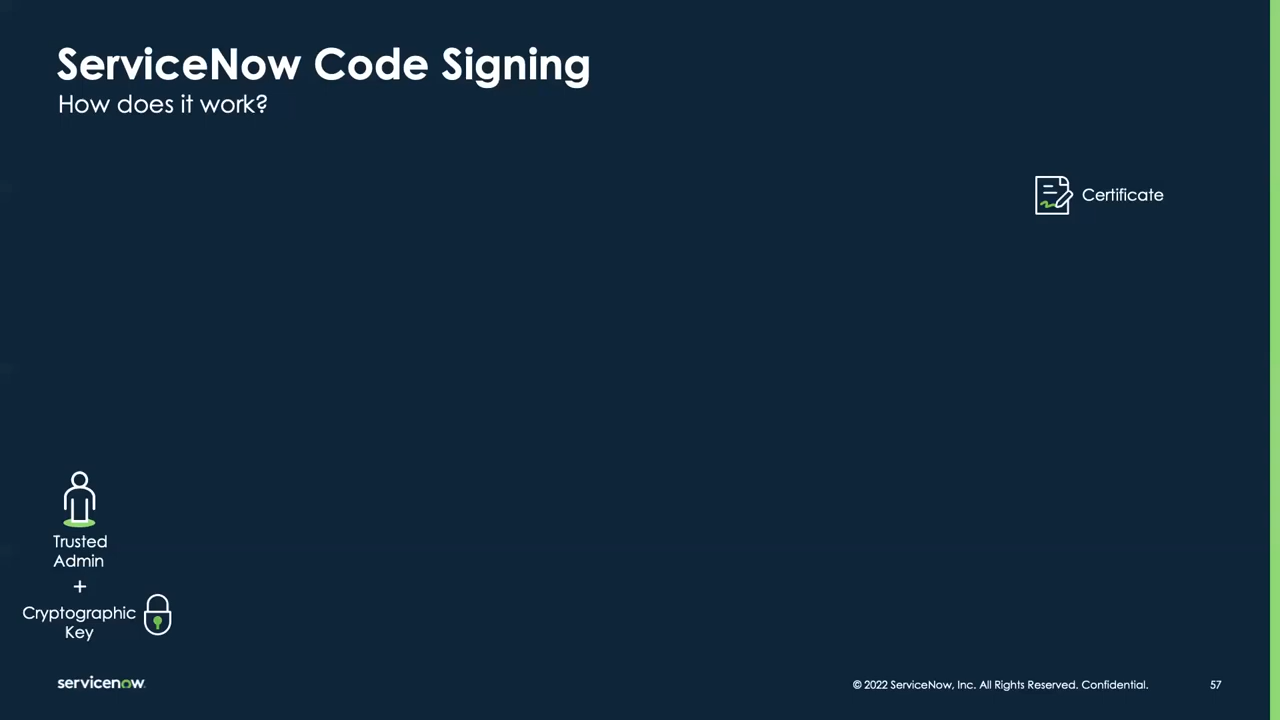 ServiceNow Code Signing
How does it work?
Certificate
Trusted
Admin
+
Cryptographic
Key
servicenow.
© 2022 ServiceNow, Inc. All Rights Reserved. Confidential.
57